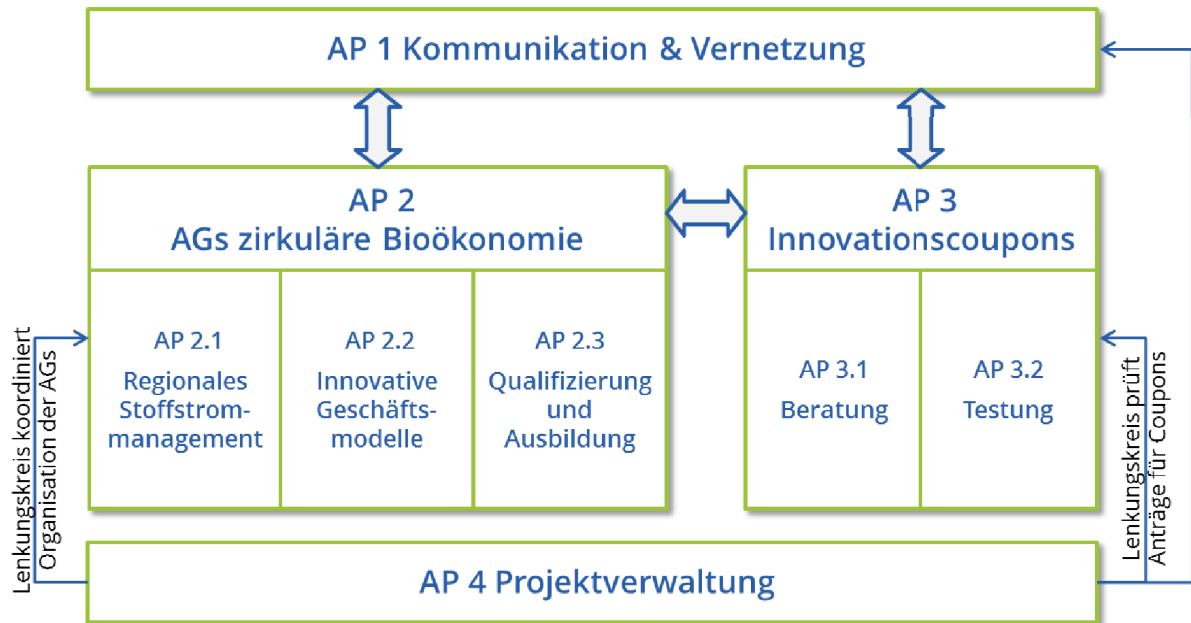 AP 1 Kommunikation & Vernetzung
AP 2
AGs zirkuläre Bioökonomie
AP 3
Innovationscoupons
AP 2.1
Regionales
Stoffstrom-
management
AP 2.2
Innovative
Geschäfts-
modelle
AP 2.3
Qualifizierung
und
Ausbildung
AP 3.1
Beratung
AP 3.2
Testung
Lenkungskreis koordiniert
Organisation der AGs
Lenkungskreis prüft
Anträge für Coupons
AP 4 Projektverwaltung